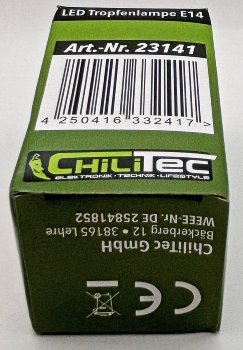 LED Tropfenlampe E14
Art.-Nr. 23141
4 250416 332417 >
CHILITEC
ELEKTRONIK · TECHNIK · LIFESTYLE
ChiliTec GmbH
Bäckerberg 12 • 38165 Lehre
WEEE-Nr. DE 25841852
CE